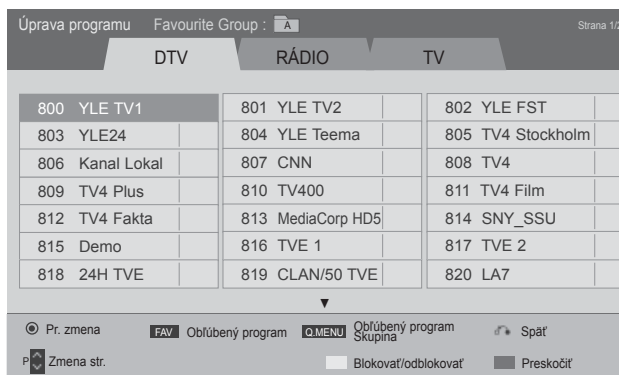 Úprava programu Favourite Group : A Strana 1/2
DTV RÁDIO TV
800 YLE TV1 801 YLE TV2 802 YLE FST
803 YLE24 804 YLE Teema 805 TV4 Stockholm
806 Kanal Lokal 807 CNN 808 TV4
809 TV4 Plus 810 TV400 811 TV4 Film
812 TV4 Fakta 813 MediaCorp HD5 814 SNY_SSU
815 Demo 816 TVE 1 817 TVE 2
818 24H TVE 819 CLAN/50 TVE 820 LA7
▼
Pr. zmena FAV Obľúbený program Q.MENU Obľúbený program Skupina Späť
P Zmena str. Blokovať/odblokovať Preskočiť